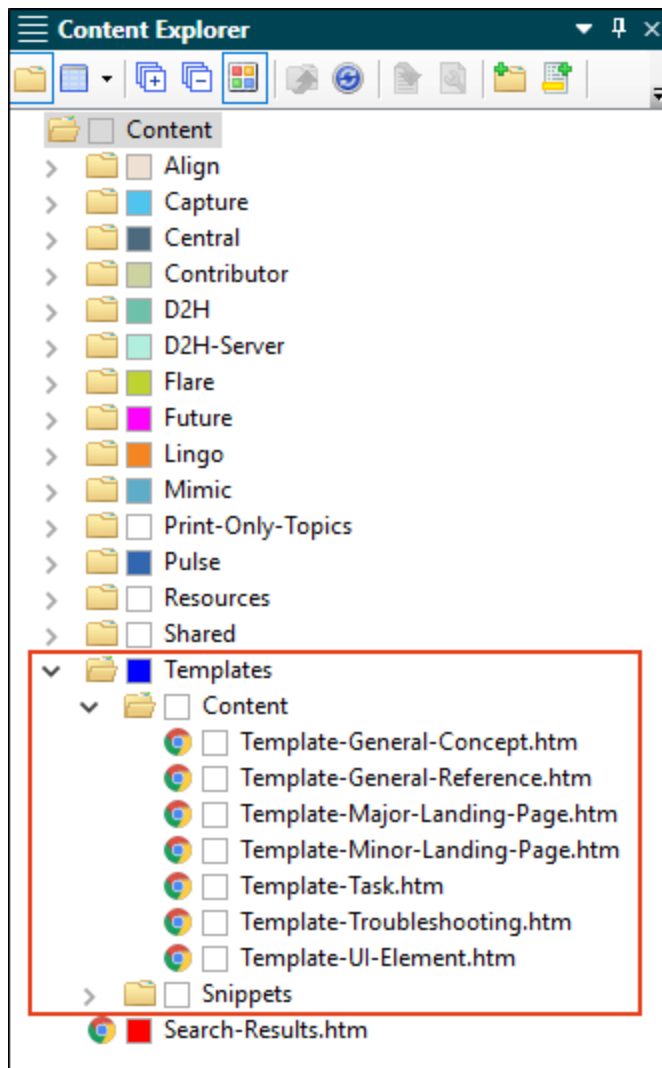 Content Explorer
Content
Align
Capture
Central
Contributor
D2H
D2H-Server
Flare
Future
Lingo
Mimic
Print-Only-Topics
Pulse
Resources
Shared
Templates
Content
Template-General-Concept.htm
Template-General-Reference.htm
Template-Major-Landing-Page.htm
Template-Minor-Landing-Page.htm
Template-Task.htm
Template-Troubleshooting.htm
Template-UI-Element.htm
Snippets
Search-Results.htm